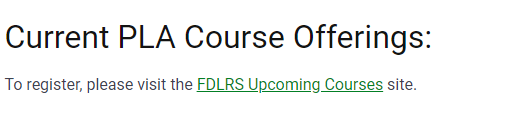 Current PLA Course Offerings:
To register, please visit the FDLRS Upcoming Courses site.